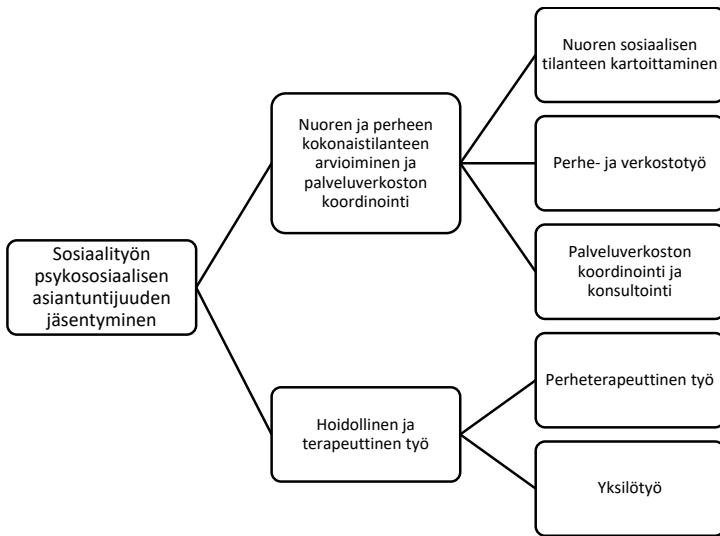 Sosiaalityön
psykososiaalisen
asiantuntijuuden
jäsentyminen
Nuoren ja perheen
kokonaistilanteen
arvioiminen ja
palveluverkoston
koordinointi
Nuoren sosiaalisen
tilanteen kartoittaminen
Perhe- ja verkostotyö
Palveluverkoston
koordinointi ja
konsultointi
Hoidollinen ja
terapeuttinen työ
Perheterapeuttinen työ
Yksilötyö